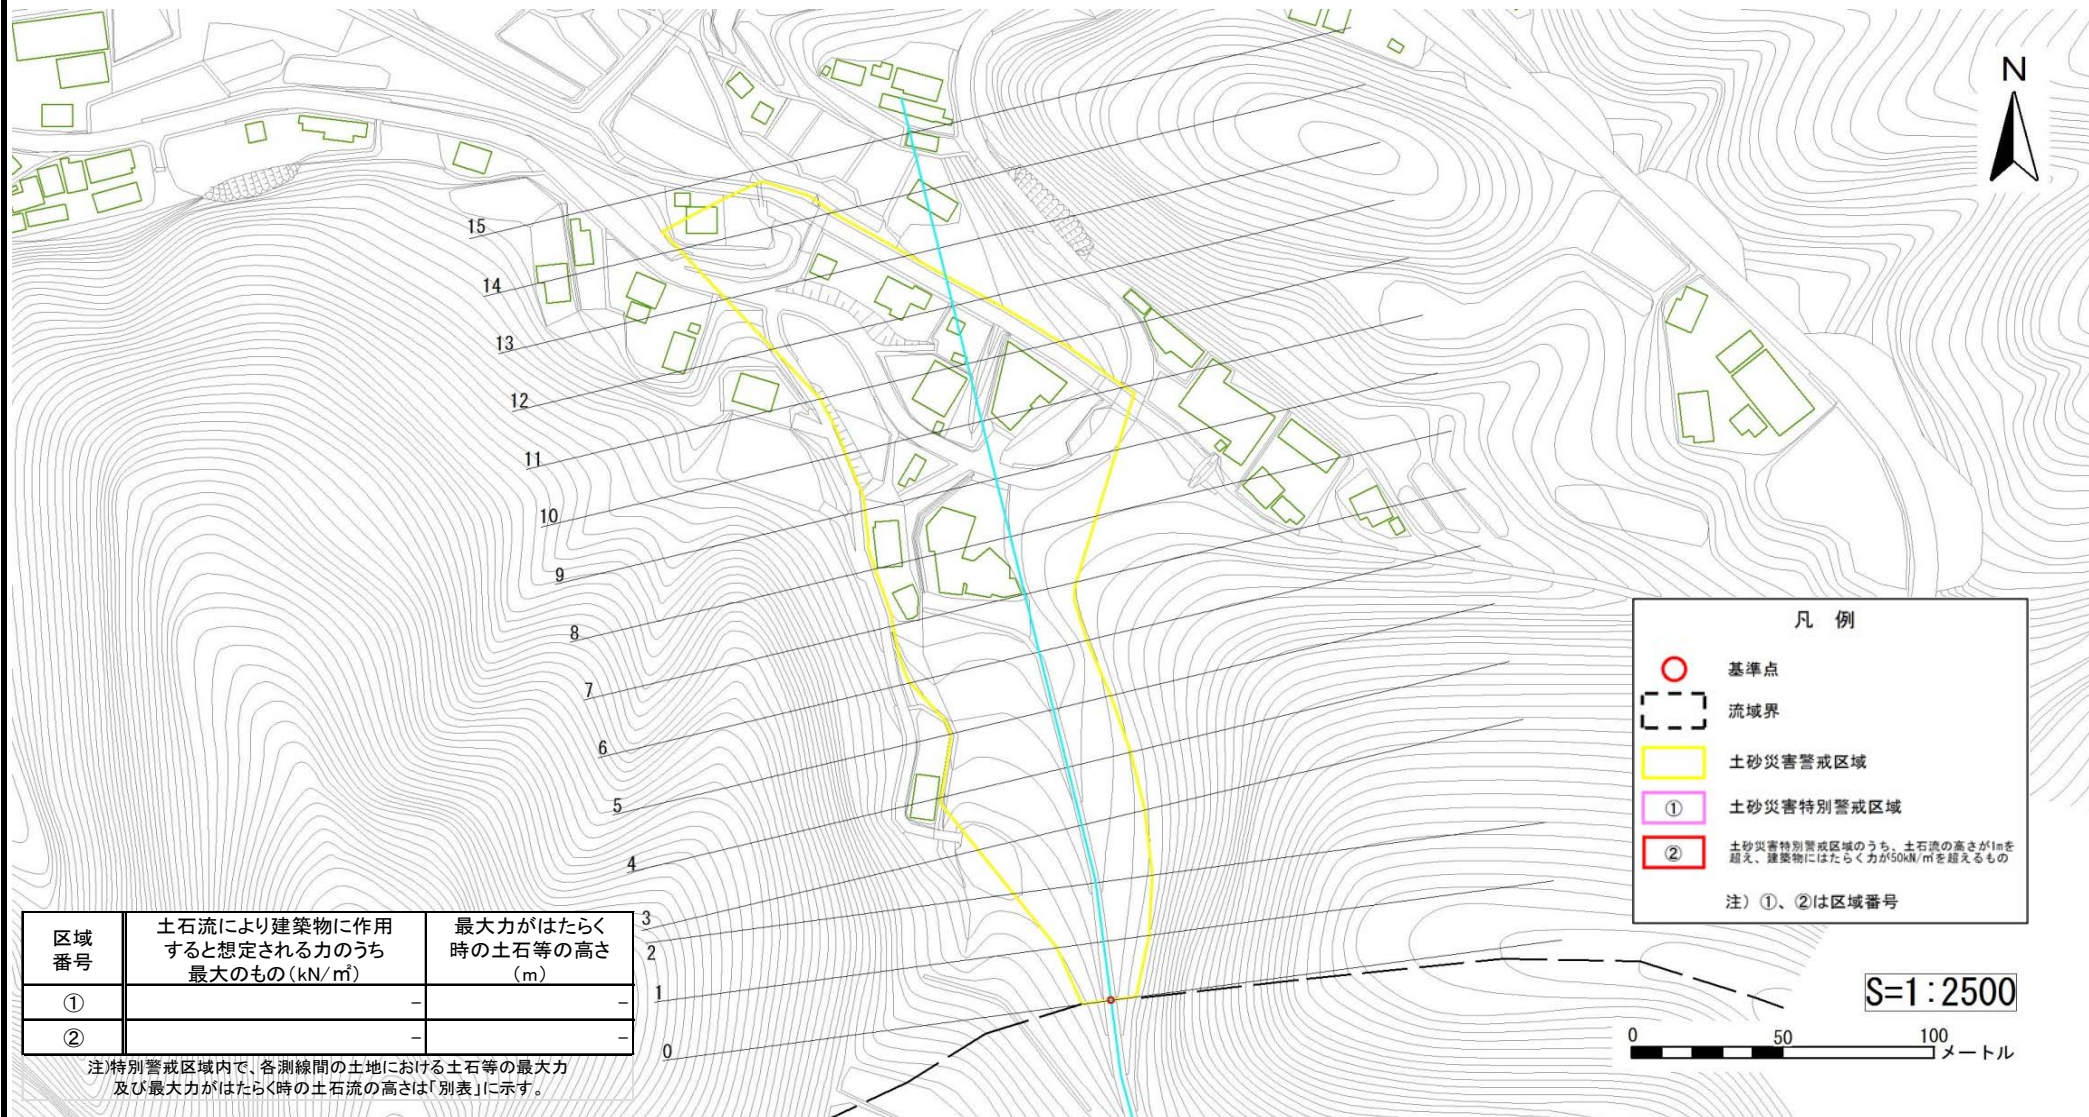 N
15
14
13
12
11
10
9
8
7
6
5
4
3
2
1
0
凡 例
基準点
流域界
土砂災害警戒区域
① 土砂災害特別警戒区域
② 土砂災害特別警戒区域のうち、土石流の高さが1mを
超え、建築物にはたらく力が50kN/㎡を超えるもの
注）①、②は区域番号
区域
番号
土石流により建築物に作用
すると想定される力のうち
最大のもの（kN/㎡）
最大力がはたらく
時の土石等の高さ
（m）
① - -
② - -
注)特別警戒区域内で、各測線間の土地における土石等の最大力
及び最大力がはたらく時の土石流の高さは「別表」に示す。
S=1:2500
0 50 100
メートル